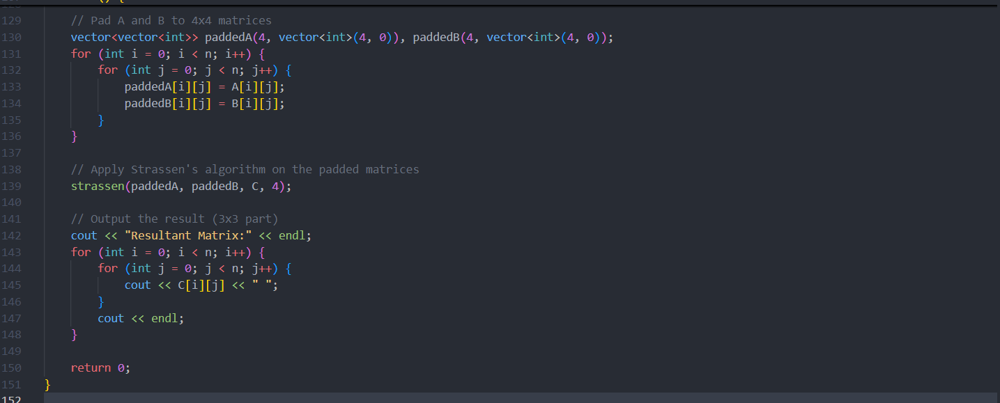 129 // Pad A and B to 4x4 matrices
130 vector<vector<int>> paddedA(4, vector<int>(4, 0)), paddedB(4, vector<int>(4, 0));
131 for (int i = 0; i < n; i++) {
132 for (int j = 0; j < n; j++) {
133 paddedA[i][j] = A[i][j];
134 paddedB[i][j] = B[i][j];
135 }
136 }
137
138 // Apply Strassen's algorithm on the padded matrices
139 strassen(paddedA, paddedB, C, 4);
140
141 // Output the result (3x3 part)
142 cout << "Resultant Matrix:" << endl;
143 for (int i = 0; i < n; i++) {
144 for (int j = 0; j < n; j++) {
145 cout << C[i][j] << " ";
146 }
147 cout << endl;
148 }
149
150 return 0;
151 }
152